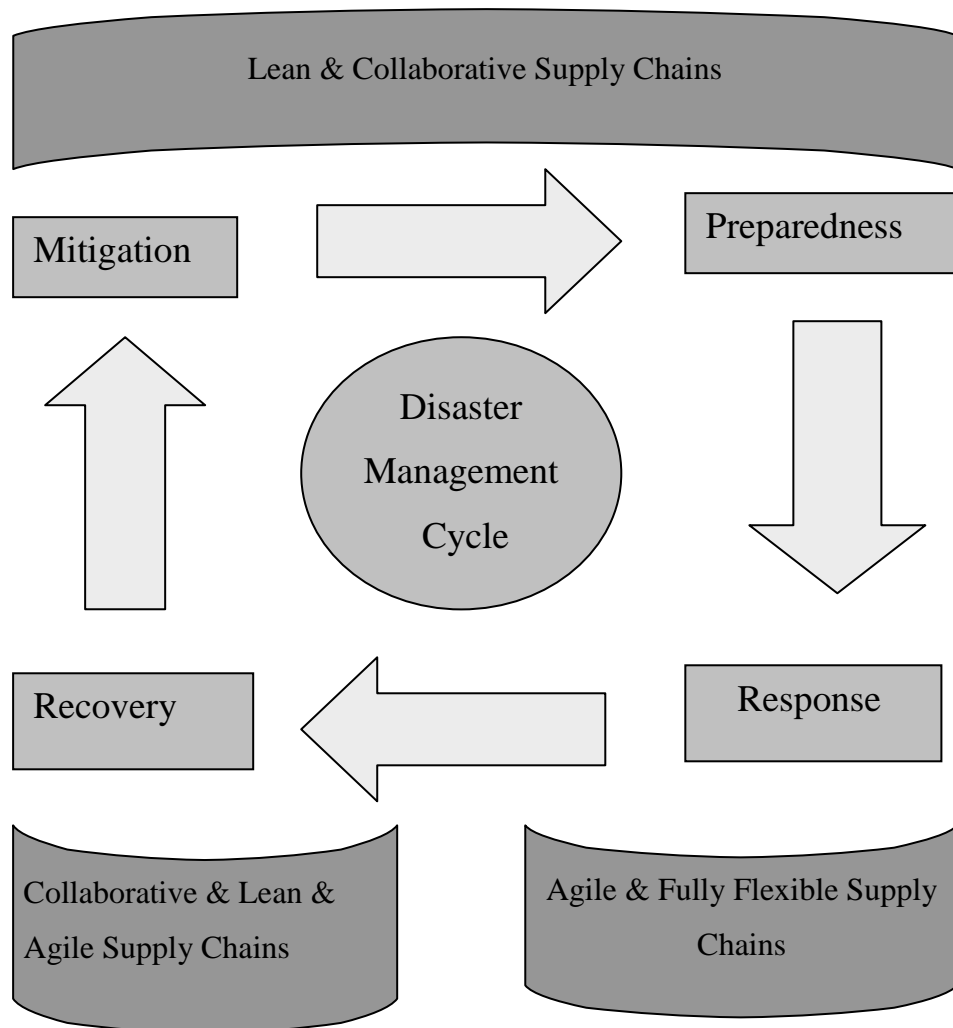 Lean & Collaborative Supply Chains
Mitigation
Preparedness
Disaster
Management
Cycle
Recovery
Response
Collaborative & Lean &
Agile Supply Chains
Agile & Fully Flexible Supply
Chains